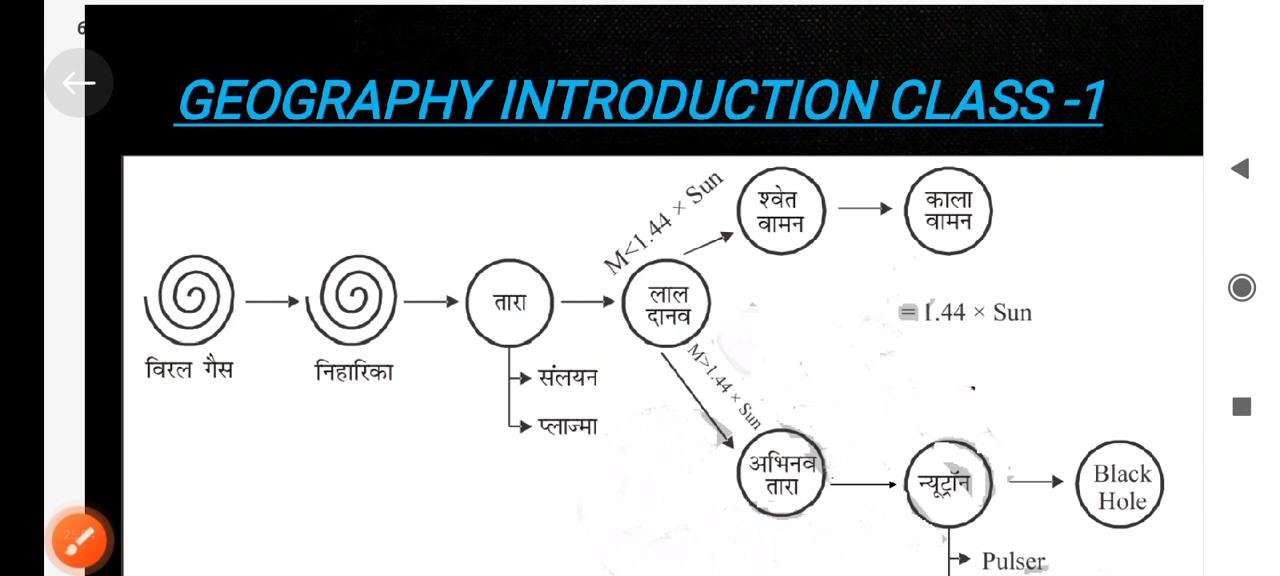 6
GEOGRAPHY INTRODUCTION CLASS -1
M<1.44 × Sun
श्वेत
वामन
काला
वामन
विरल गैस
निहारिका
तारा
लाल
दानव
= 1.44 × Sun
संलयन
प्लाज्मा
M>1.44 × Sun
अभिनव
तारा
न्यूट्रॉन
Black
Hole
Pulser